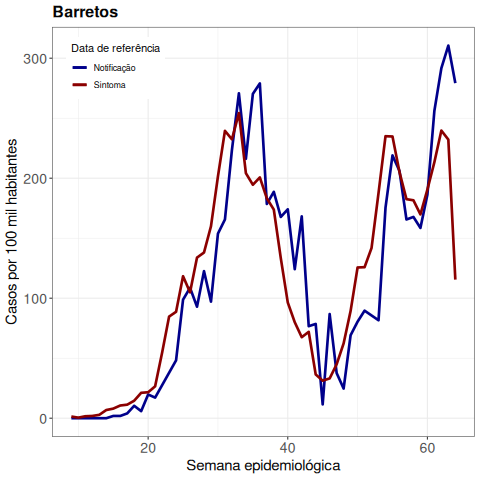 Barretos
Data de referência
Notificação
Sintoma
300
200
100
0
Casos por 100 mil habitantes
20
40
60
Semana epidemiológica